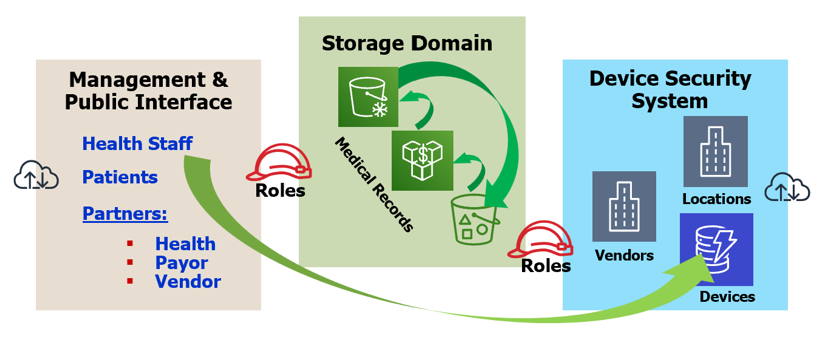 Management &
Public Interface
Health Staff
Patients
Partners:
Health
Payor
Vendor
Roles
Storage Domain
$
Medical Records
Roles
Device Security
System
Locations
Vendors
Devices